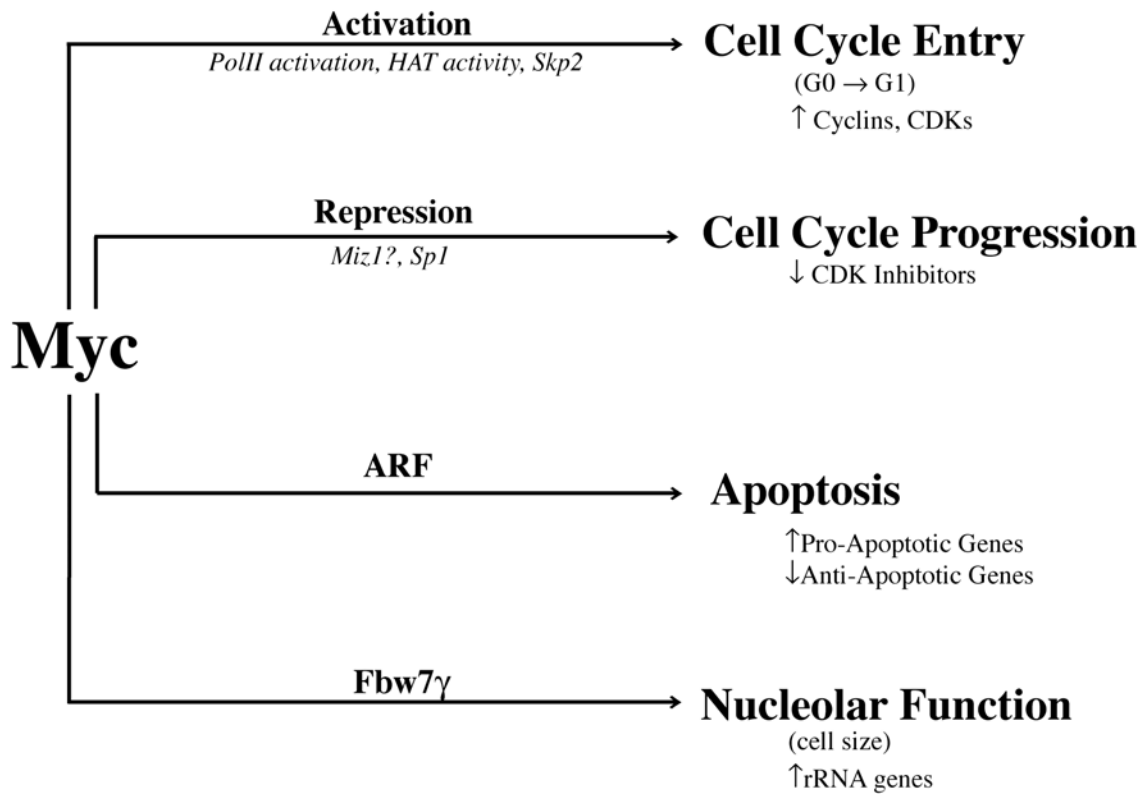 Activation
PolII activation, HAT activity, Skp2
Cell Cycle Entry
(G0 → G1)
↑ Cyclins, CDKs
Repression
Miz1?, Sp1
Cell Cycle Progression
↓ CDK Inhibitors
Myc
ARF
Apoptosis
↑Pro-Apoptotic Genes
↓Anti-Apoptotic Genes
Fbw7γ
Nucleolar Function
(cell size)
↑rRNA genes